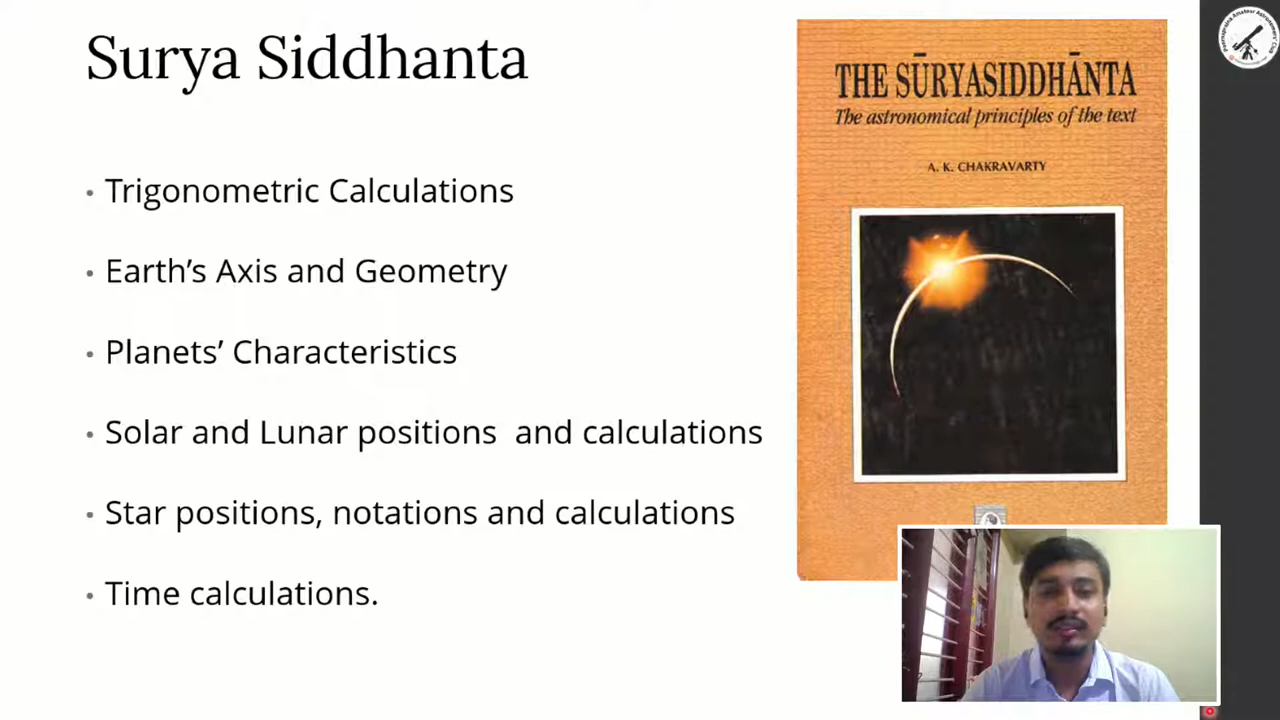 Surya Siddhanta
• Trigonometric Calculations
• Earth’s Axis and Geometry
• Planets’ Characteristics
• Solar and Lunar positions  and calculations
• Star positions, notations and calculations
• Time calculations.
THE SŪRYASIDDHĀNTA
The astronomical principles of the text
A. K. CHAKRAVARTY